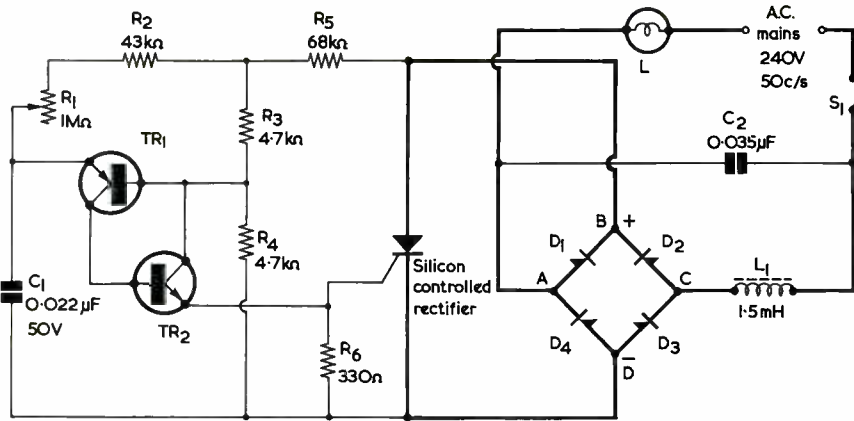 R2
43kΩ
R5
68kΩ
R1
1MΩ
R3
4·7kΩ
TR1
R4
4·7kΩ
TR2
C1
0·022µF
50V
R6
330Ω
Silicon
controlled
rectifier
L
A.C.
mains
240V
50c/s
S1
C2
0·035µF
B
+
D1
D2
A
C
D4
D3
−
D
L1
1·5mH